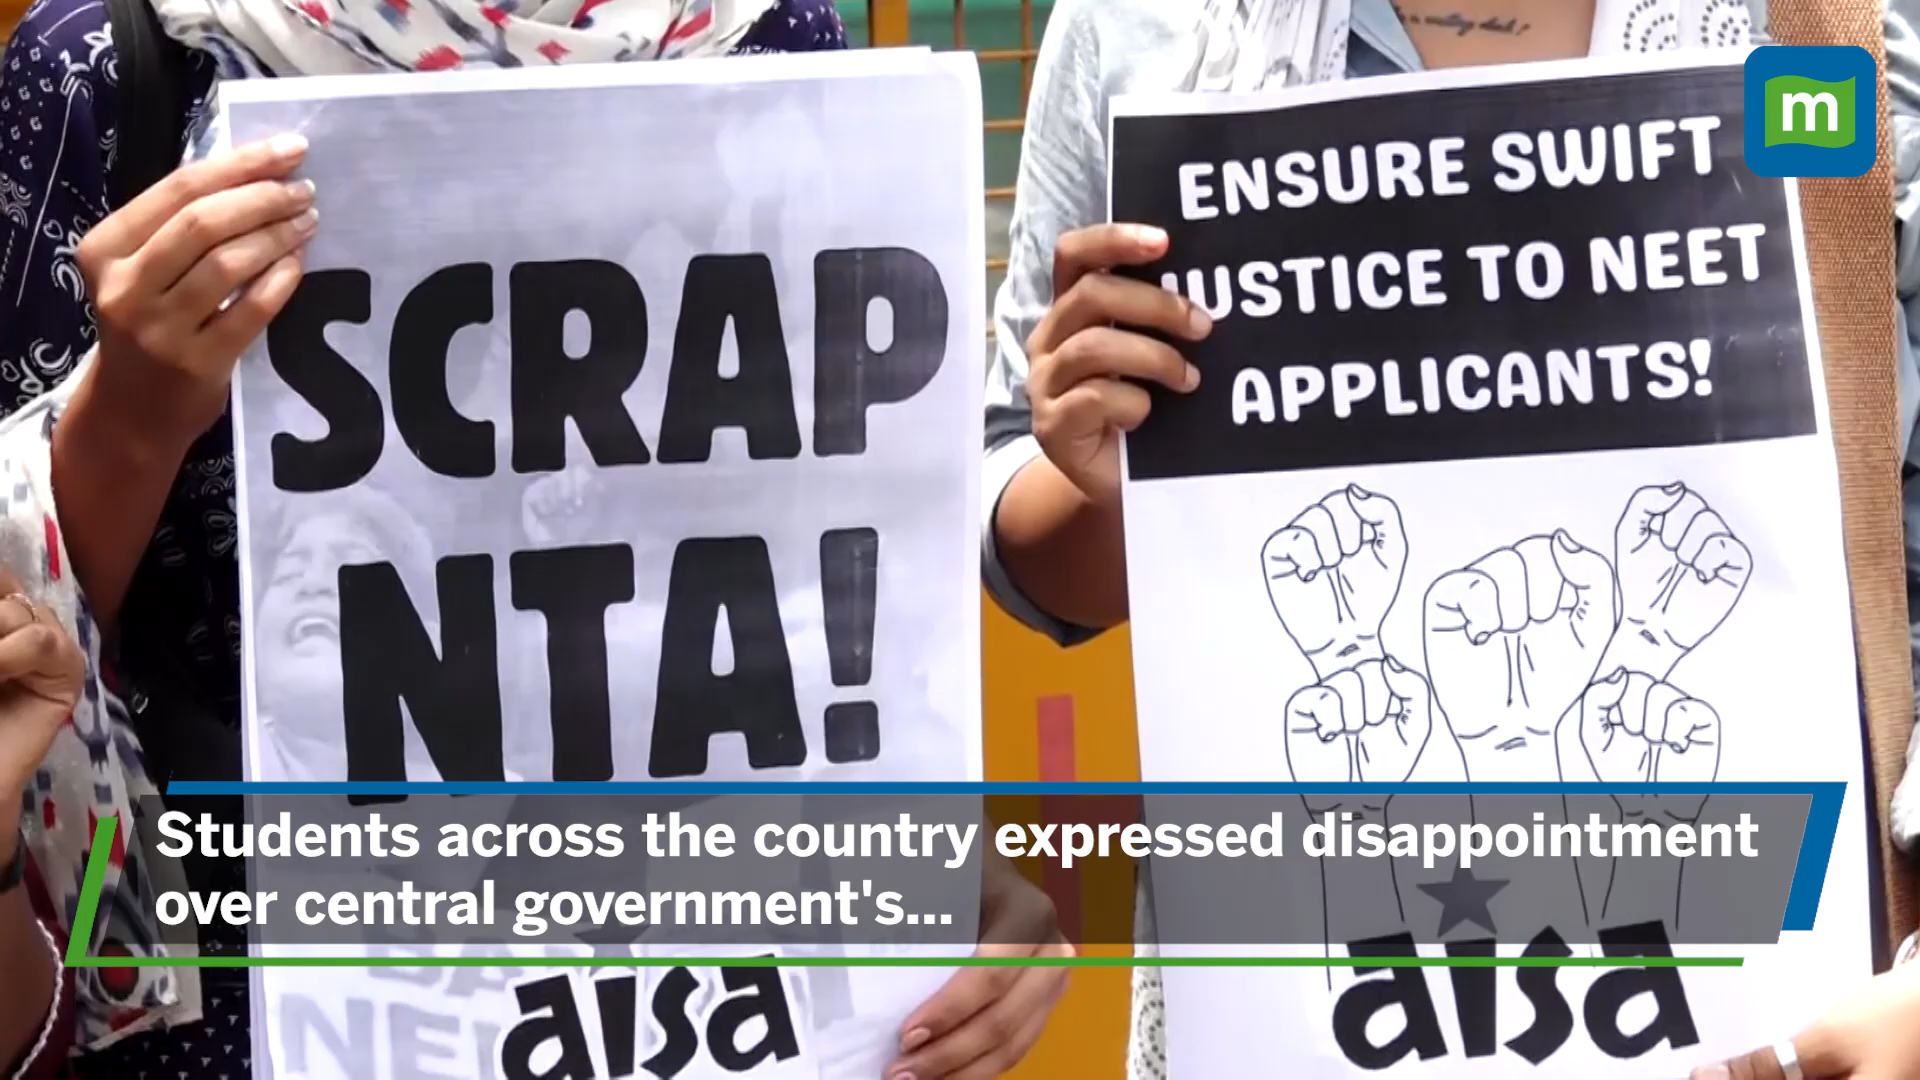 SCRAP
NTA!
aisa
ENSURE SWIFT
JUSTICE TO NEET
APPLICANTS!
aisa
m
Students across the country expressed disappointment
over central government's...